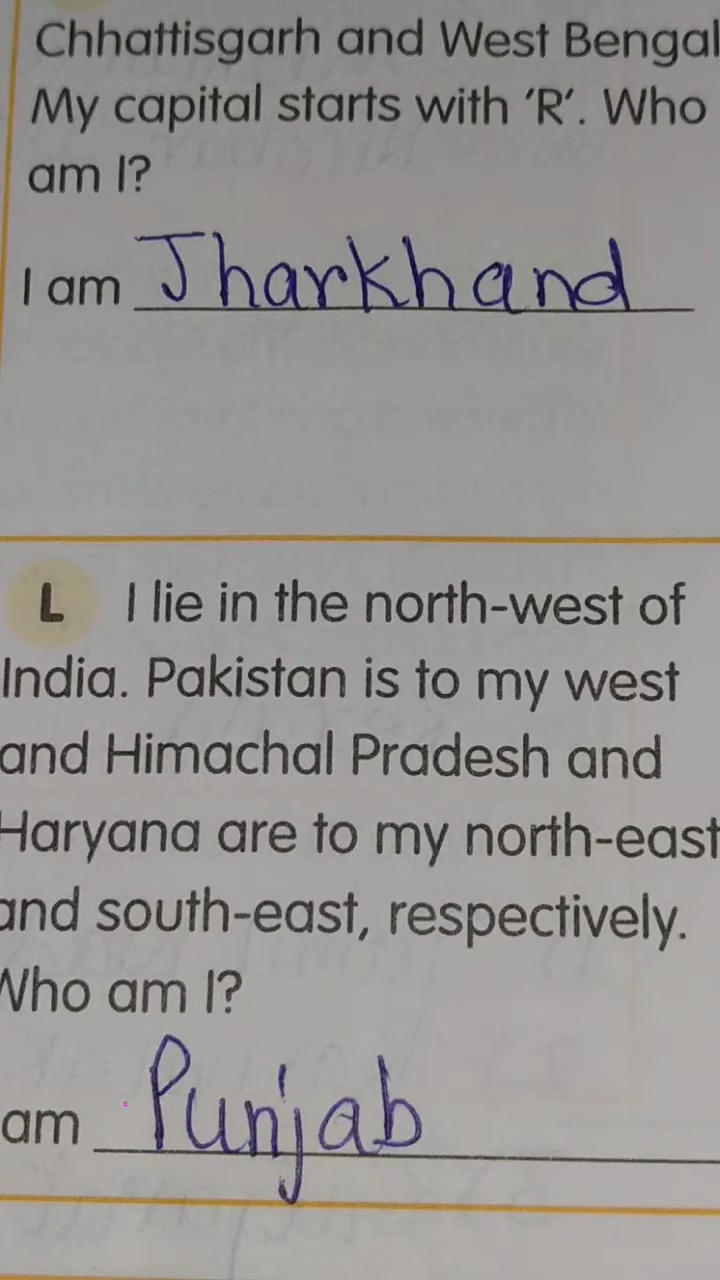 Chhattisgarh and West Bengal
My capital starts with 'R'. Who
am I?
I am Jharkhand
L I lie in the north-west of
India. Pakistan is to my west
and Himachal Pradesh and
Haryana are to my north-east
and south-east, respectively.
Who am I?
am Punjab